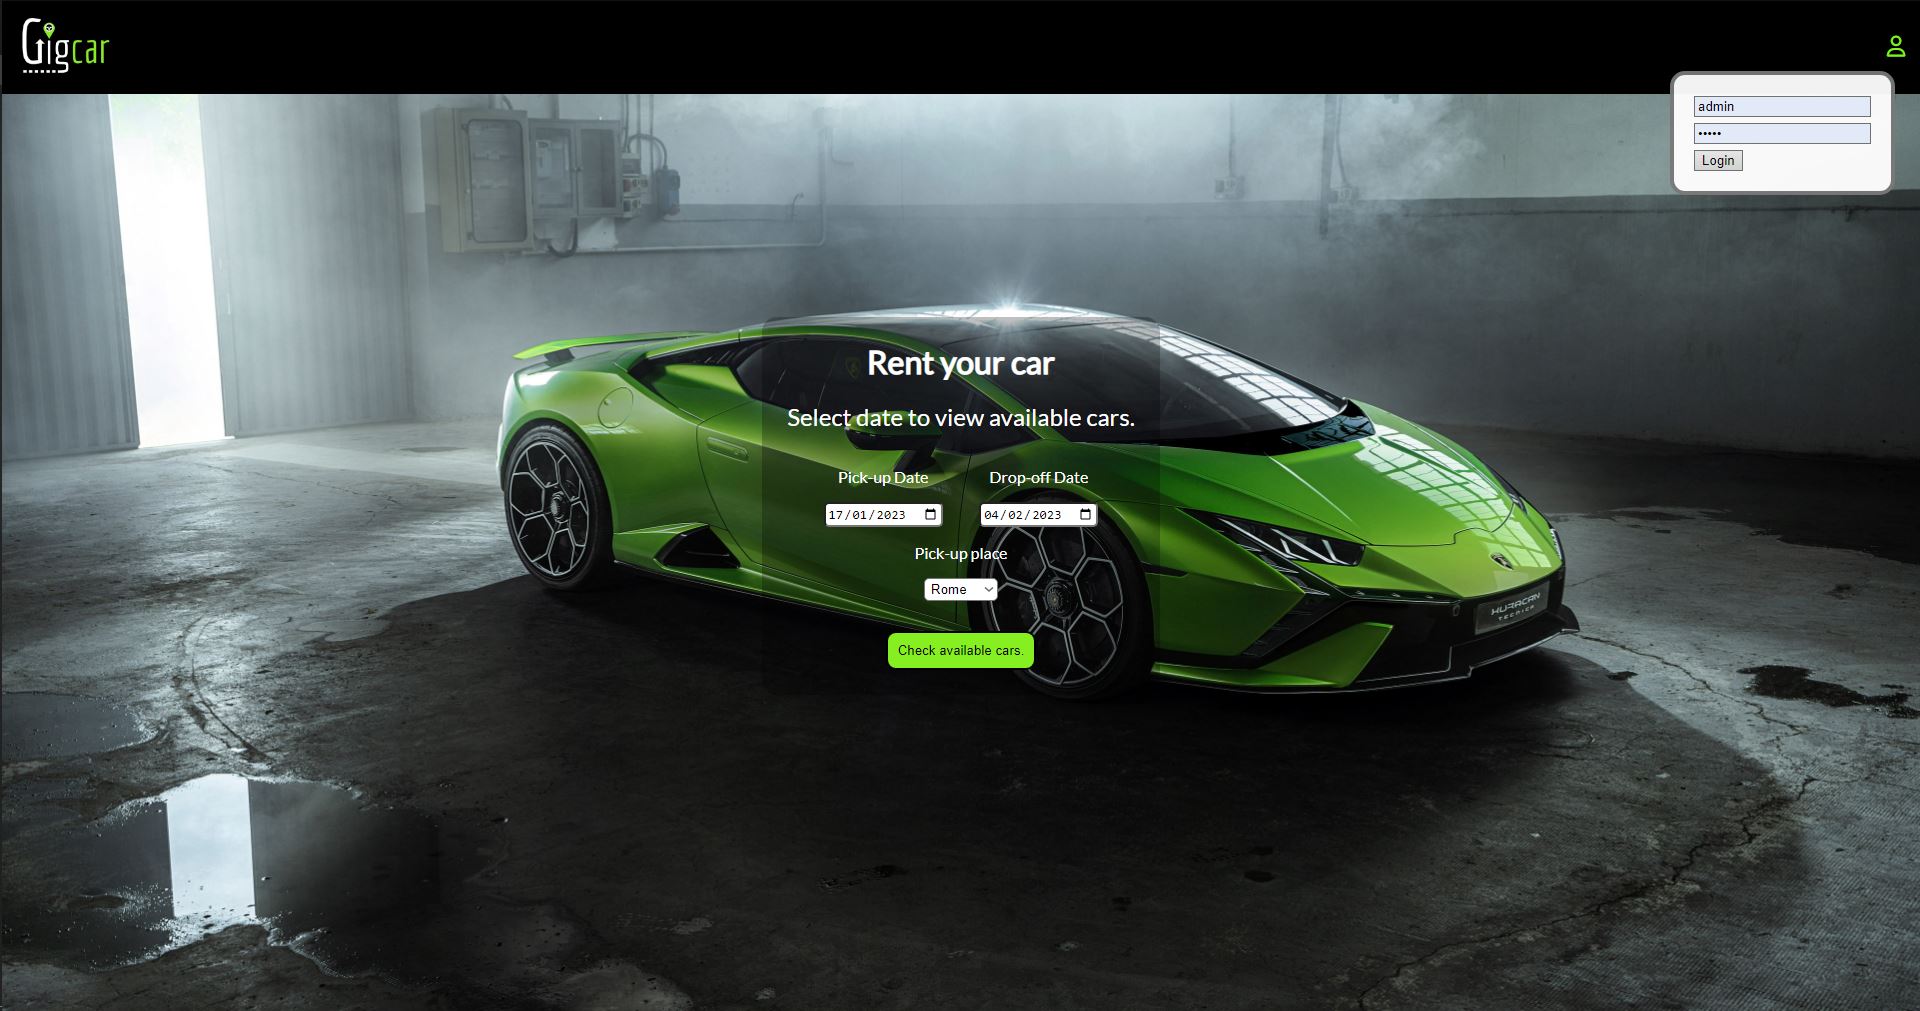 Gigcar
admin
•••••
Login
Rent your car
Select date to view available cars.
Pick-up Date Drop-off Date
17/01/2023 04/02/2023
Pick-up place
Rome
Check available cars.
HURACAN
TECNICA